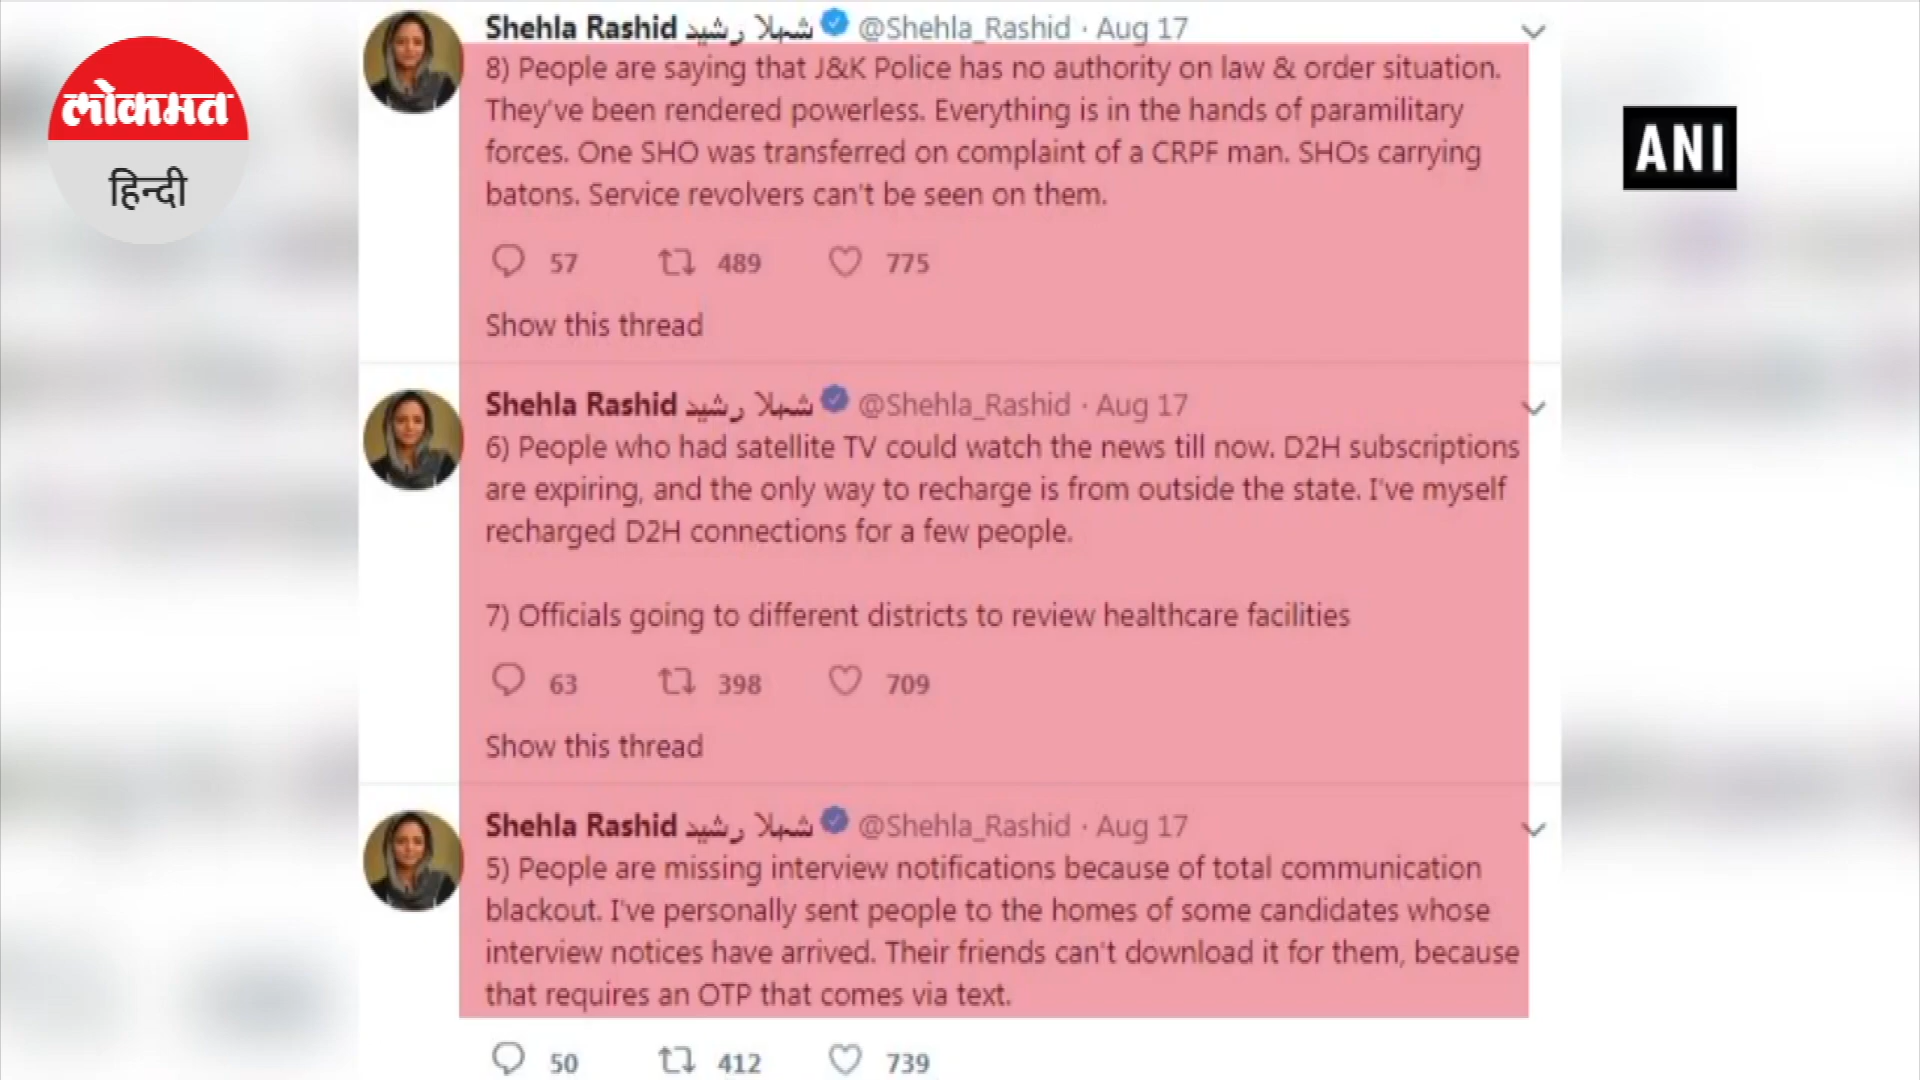 लोकमत
हिन्दी
ANI
Shehla Rashid شہلا رشید @Shehla_Rashid · Aug 17
8) People are saying that J&K Police has no authority on law & order situation.
They've been rendered powerless. Everything is in the hands of paramilitary
forces. One SHO was transferred on complaint of a CRPF man. SHOs carrying
batons. Service revolvers can't be seen on them.
57 489 775
Show this thread
Shehla Rashid شہلا رشید @Shehla_Rashid · Aug 17
6) People who had satellite TV could watch the news till now. D2H subscriptions
are expiring, and the only way to recharge is from outside the state. I've myself
recharged D2H connections for a few people.
7) Officials going to different districts to review healthcare facilities
63 398 709
Show this thread
Shehla Rashid شہلا رشید @Shehla_Rashid · Aug 17
5) People are missing interview notifications because of total communication
blackout. I've personally sent people to the homes of some candidates whose
interview notices have arrived. Their friends can't download it for them, because
that requires an OTP that comes via text.
50 412 739